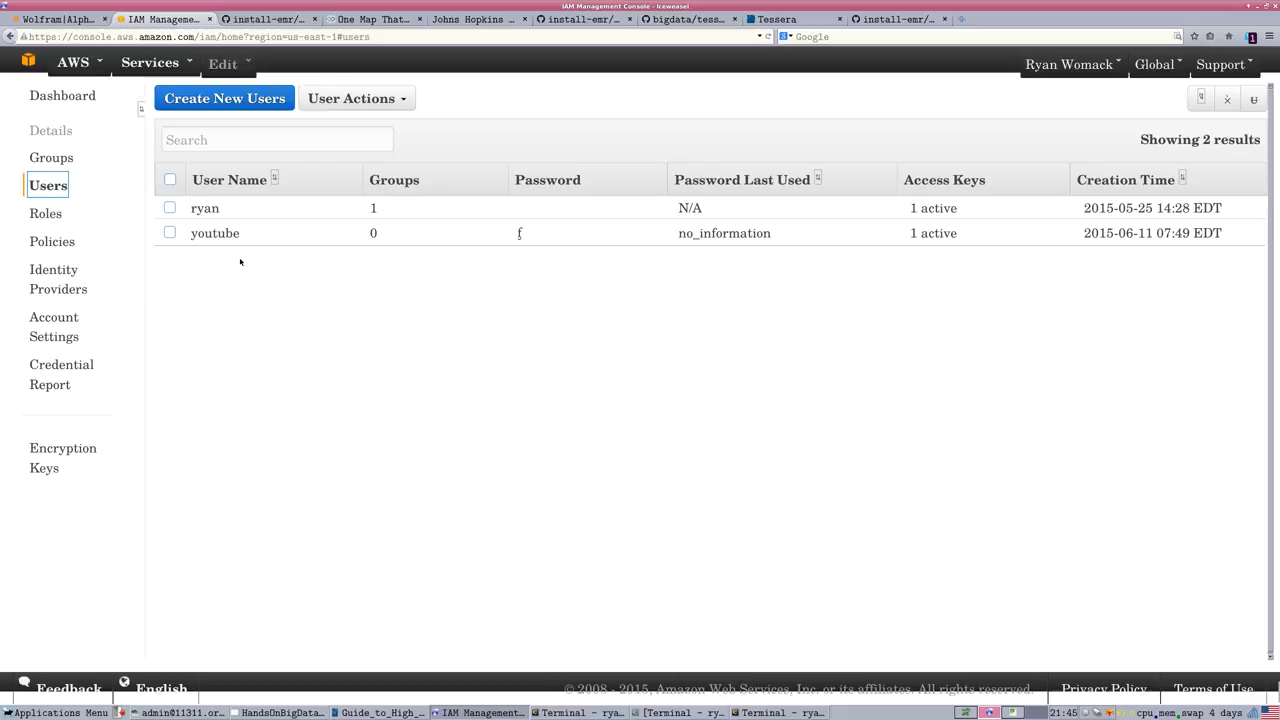 IAM Management Console - Iceweasel
Wolfram|Alph... IAM Manageme... install-emr/... One Map That... Johns Hopkins ... install-emr/... bigdata/tess... Tessera install-emr/...
https://console.aws.amazon.com/iam/home?region=us-east-1#users Google
AWS Services Edit Ryan Womack Global Support
Dashboard
Details
Groups
Users
Roles
Policies
Identity
Providers
Account
Settings
Credential
Report
Encryption
Keys
Create New Users User Actions
Search Showing 2 results
User Name Groups Password Password Last Used Access Keys Creation Time
ryan 1 N/A 1 active 2015-05-25 14:28 EDT
youtube 0 f no_information 1 active 2015-06-11 07:49 EDT
Feedback English © 2008 - 2015, Amazon Web Services, Inc. or its affiliates. All rights reserved. Privacy Policy Terms of Use
Applications Menu admin@11311.or... HandsOnBigData... Guide_to_High_... IAM Management... Terminal - rya... [Terminal - ry... Terminal - rya... 21:45 cpu mem swap 4 days